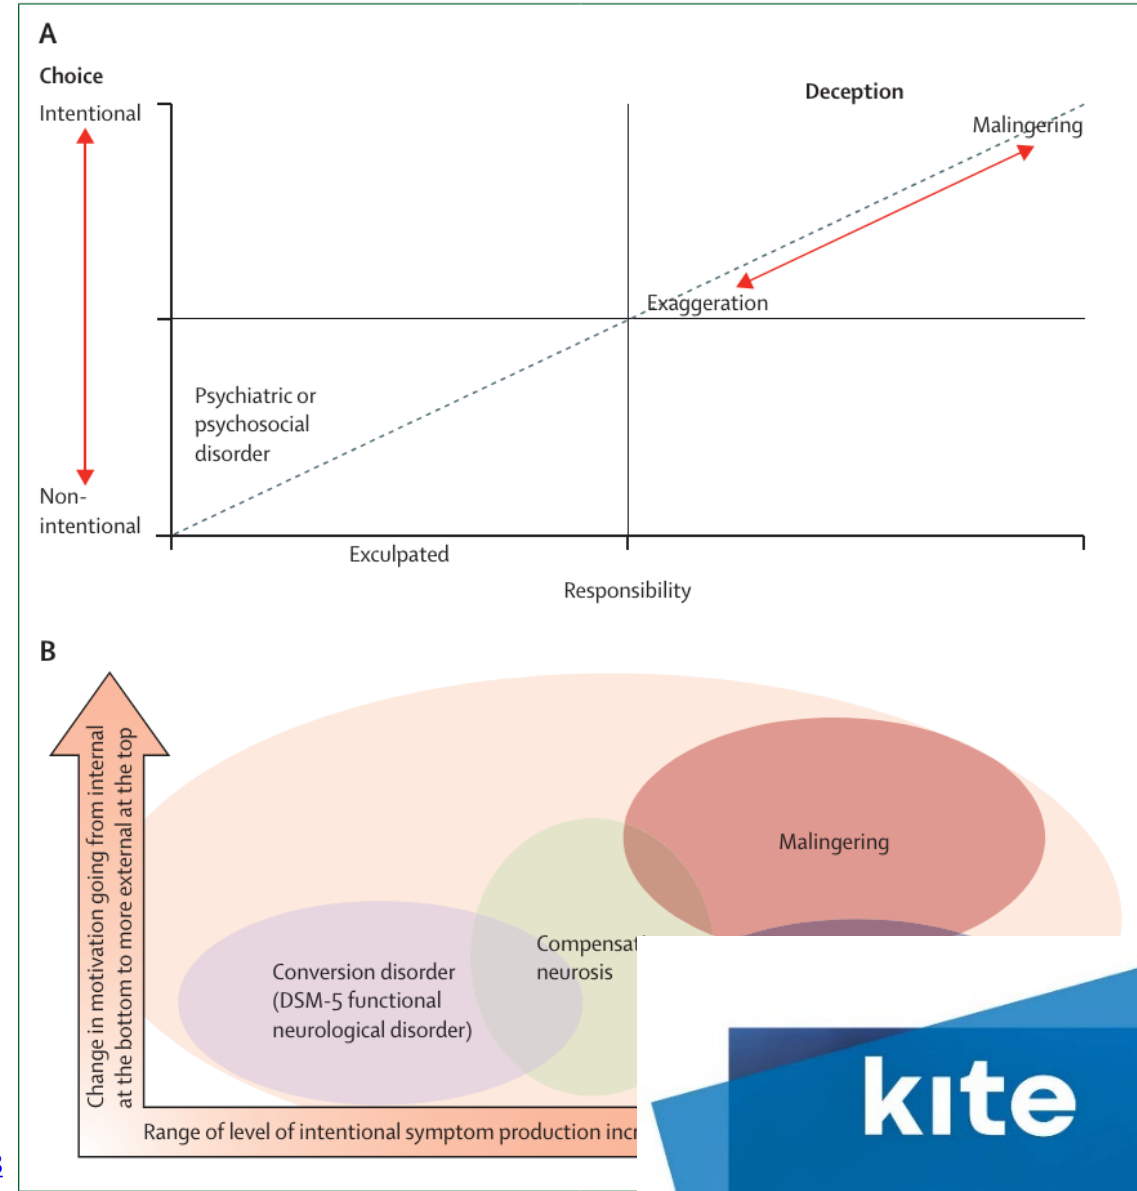 A
Choice
Intentional
Deception
Malingering
Exaggeration
Psychiatric or
psychosocial
disorder
Non-
intentional
Exculpated
Responsibility
B
Change in motivation going from internal
at the bottom to more external at the top
Malingering
neurosis
Conversion disorder
(DSM-5 functional
neurological disorder)
Range of level of intentional symptom production
kite